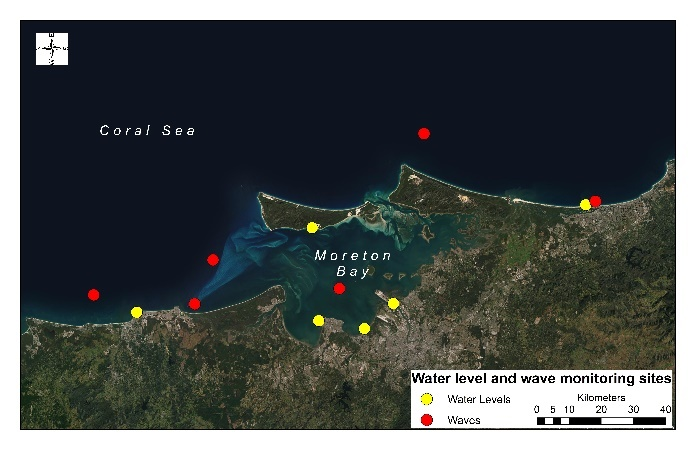 Coral Sea
Moreton
Bay
Water level and wave monitoring sites
Water Levels
Kilometers
0 5 10 20 30 40
Waves